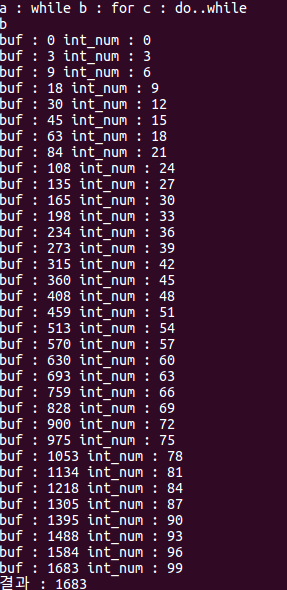 a : while b : for c : do..while
b
buf : 0 int_num : 0
buf : 3 int_num : 3
buf : 9 int_num : 6
buf : 18 int_num : 9
buf : 30 int_num : 12
buf : 45 int_num : 15
buf : 63 int_num : 18
buf : 84 int_num : 21
buf : 108 int_num : 24
buf : 135 int_num : 27
buf : 165 int_num : 30
buf : 198 int_num : 33
buf : 234 int_num : 36
buf : 273 int_num : 39
buf : 315 int_num : 42
buf : 360 int_num : 45
buf : 408 int_num : 48
buf : 459 int_num : 51
buf : 513 int_num : 54
buf : 570 int_num : 57
buf : 630 int_num : 60
buf : 693 int_num : 63
buf : 759 int_num : 66
buf : 828 int_num : 69
buf : 900 int_num : 72
buf : 975 int_num : 75
buf : 1053 int_num : 78
buf : 1134 int_num : 81
buf : 1218 int_num : 84
buf : 1305 int_num : 87
buf : 1395 int_num : 90
buf : 1488 int_num : 93
buf : 1584 int_num : 96
buf : 1683 int_num : 99
결과 : 1683